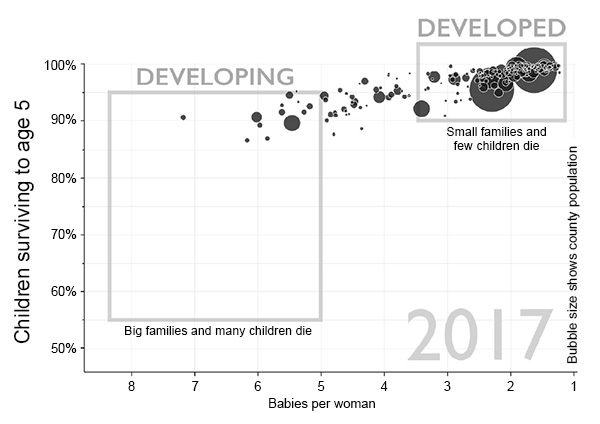 DEVELOPED
DEVELOPING
100%
90%
80%
70%
60%
50%
Children surviving to age 5
Small families and
few children die
Big families and many children die
2017
Bubble size shows county population
8 7 6 5 4 3 2 1
Babies per woman